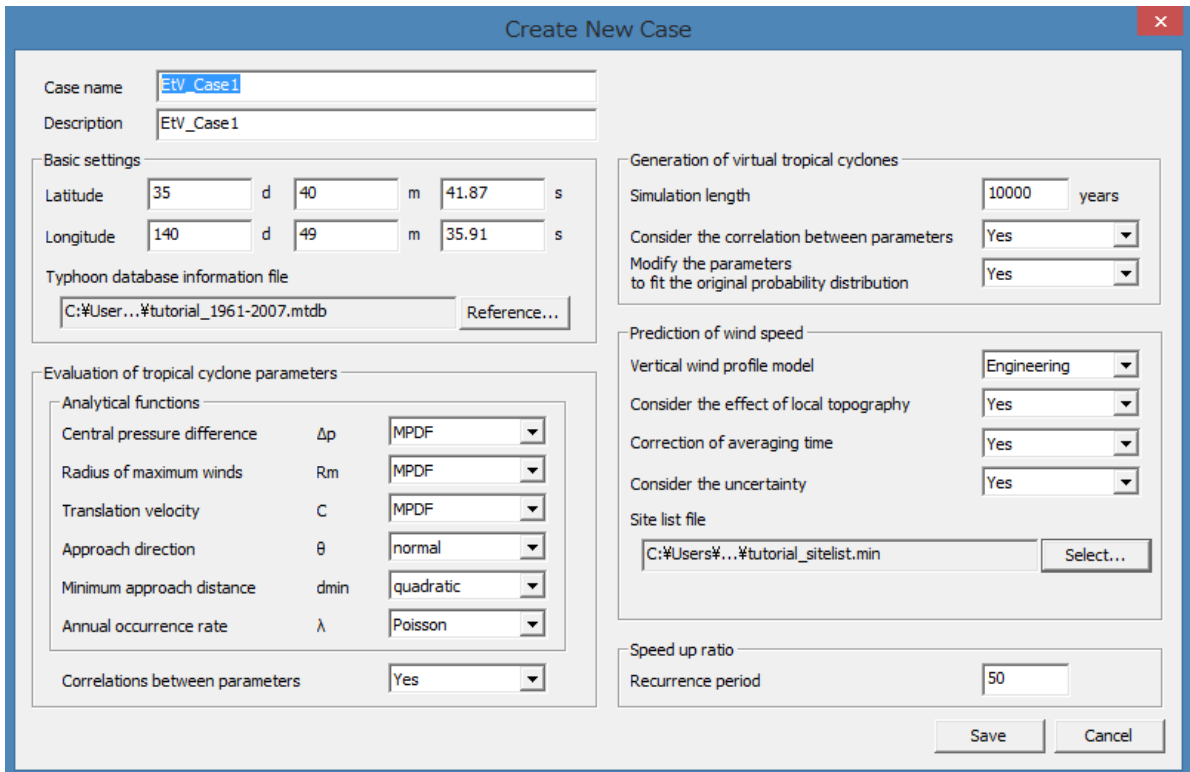 Create New Case
Case name EtV_Case1
Description EtV_Case1
Basic settings
Latitude 35 d 40 m 41.87 s
Longitude 140 d 49 m 35.91 s
Typhoon database information file
C:¥User...¥tutorial_1961-2007.mtdb Reference...
Evaluation of tropical cyclone parameters
Analytical functions
Central pressure difference Δp MPDF
Radius of maximum winds Rm MPDF
Translation velocity C MPDF
Approach direction θ normal
Minimum approach distance dmin quadratic
Annual occurrence rate λ Poisson
Correlations between parameters Yes
Generation of virtual tropical cyclones
Simulation length 10000 years
Consider the correlation between parameters Yes
Modify the parameters
to fit the original probability distribution Yes
Prediction of wind speed
Vertical wind profile model Engineering
Consider the effect of local topography Yes
Correction of averaging time Yes
Consider the uncertainty Yes
Site list file
C:¥Users¥...¥tutorial_sitelist.min Select...
Speed up ratio
Recurrence period 50
Save Cancel